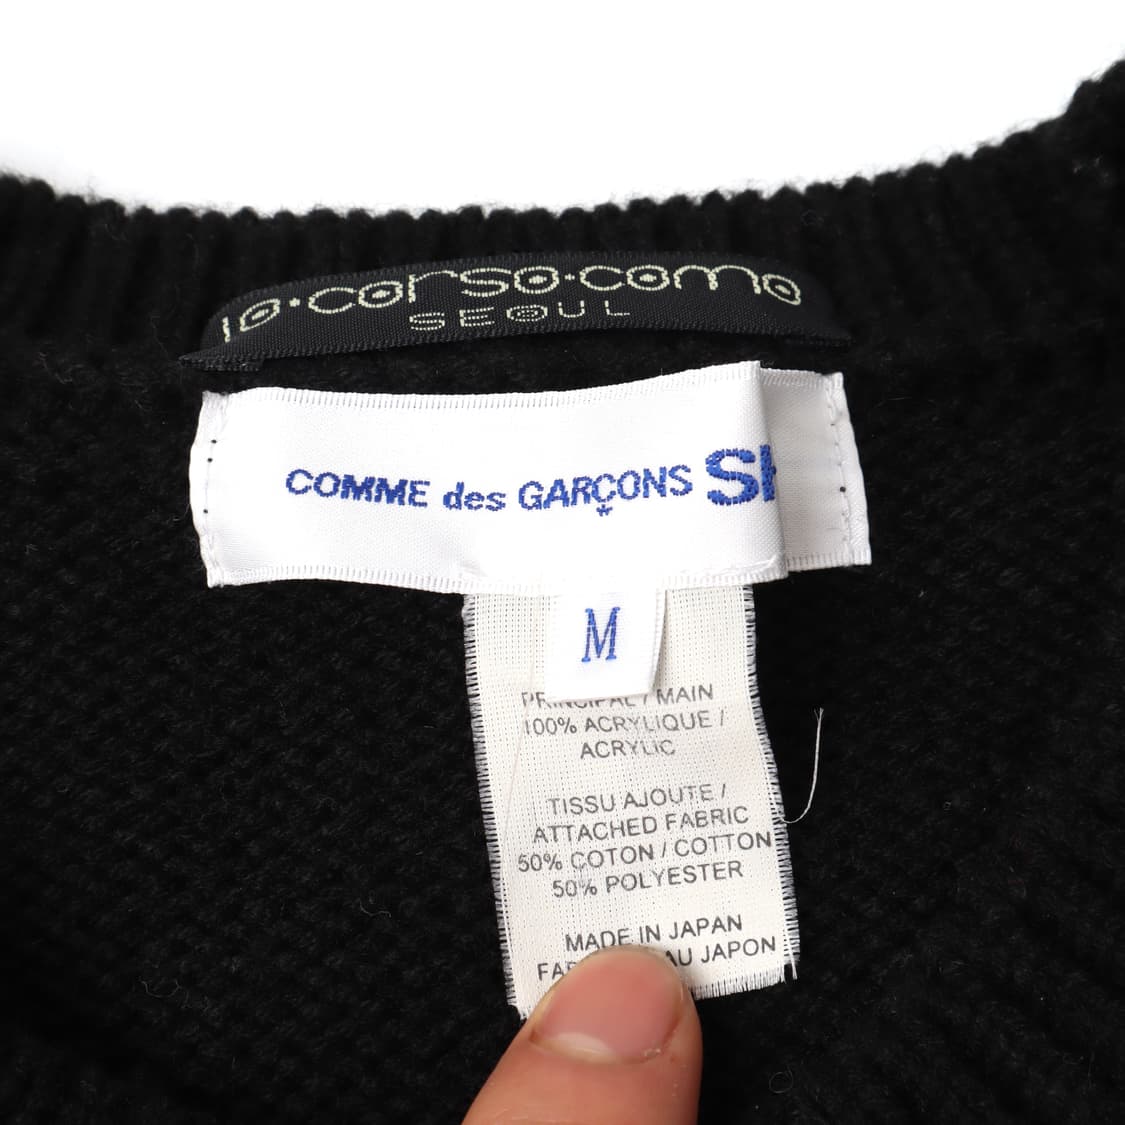 10·corso·como
SEOUL
COMME des GARÇONS SH
M
PRINCIPAL / MAIN
100% ACRYLIQUE /
ACRYLIC
TISSU AJOUTE /
ATTACHED FABRIC
50% COTON / COTTON
50% POLYESTER
MADE IN JAPAN
AU JAPON